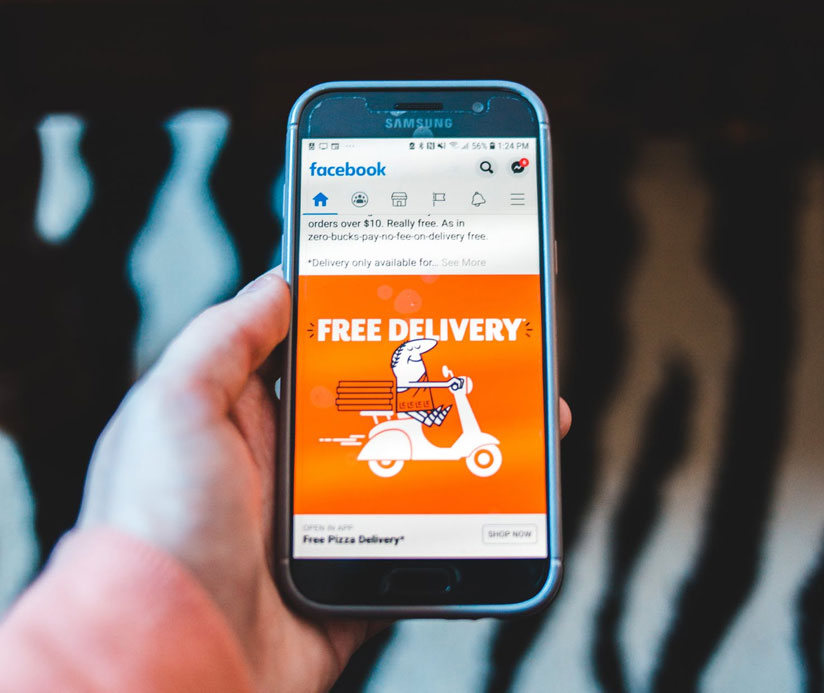 SAMSUNG
56% 1:24 PM
facebook
6
orders over $10. Really free. As in
zero-bucks-pay-no-fee-on-delivery free.
*Delivery only available for... See More
FREE DELIVERY
OPEN IN APP
Free Pizza Delivery*
SHOP NOW